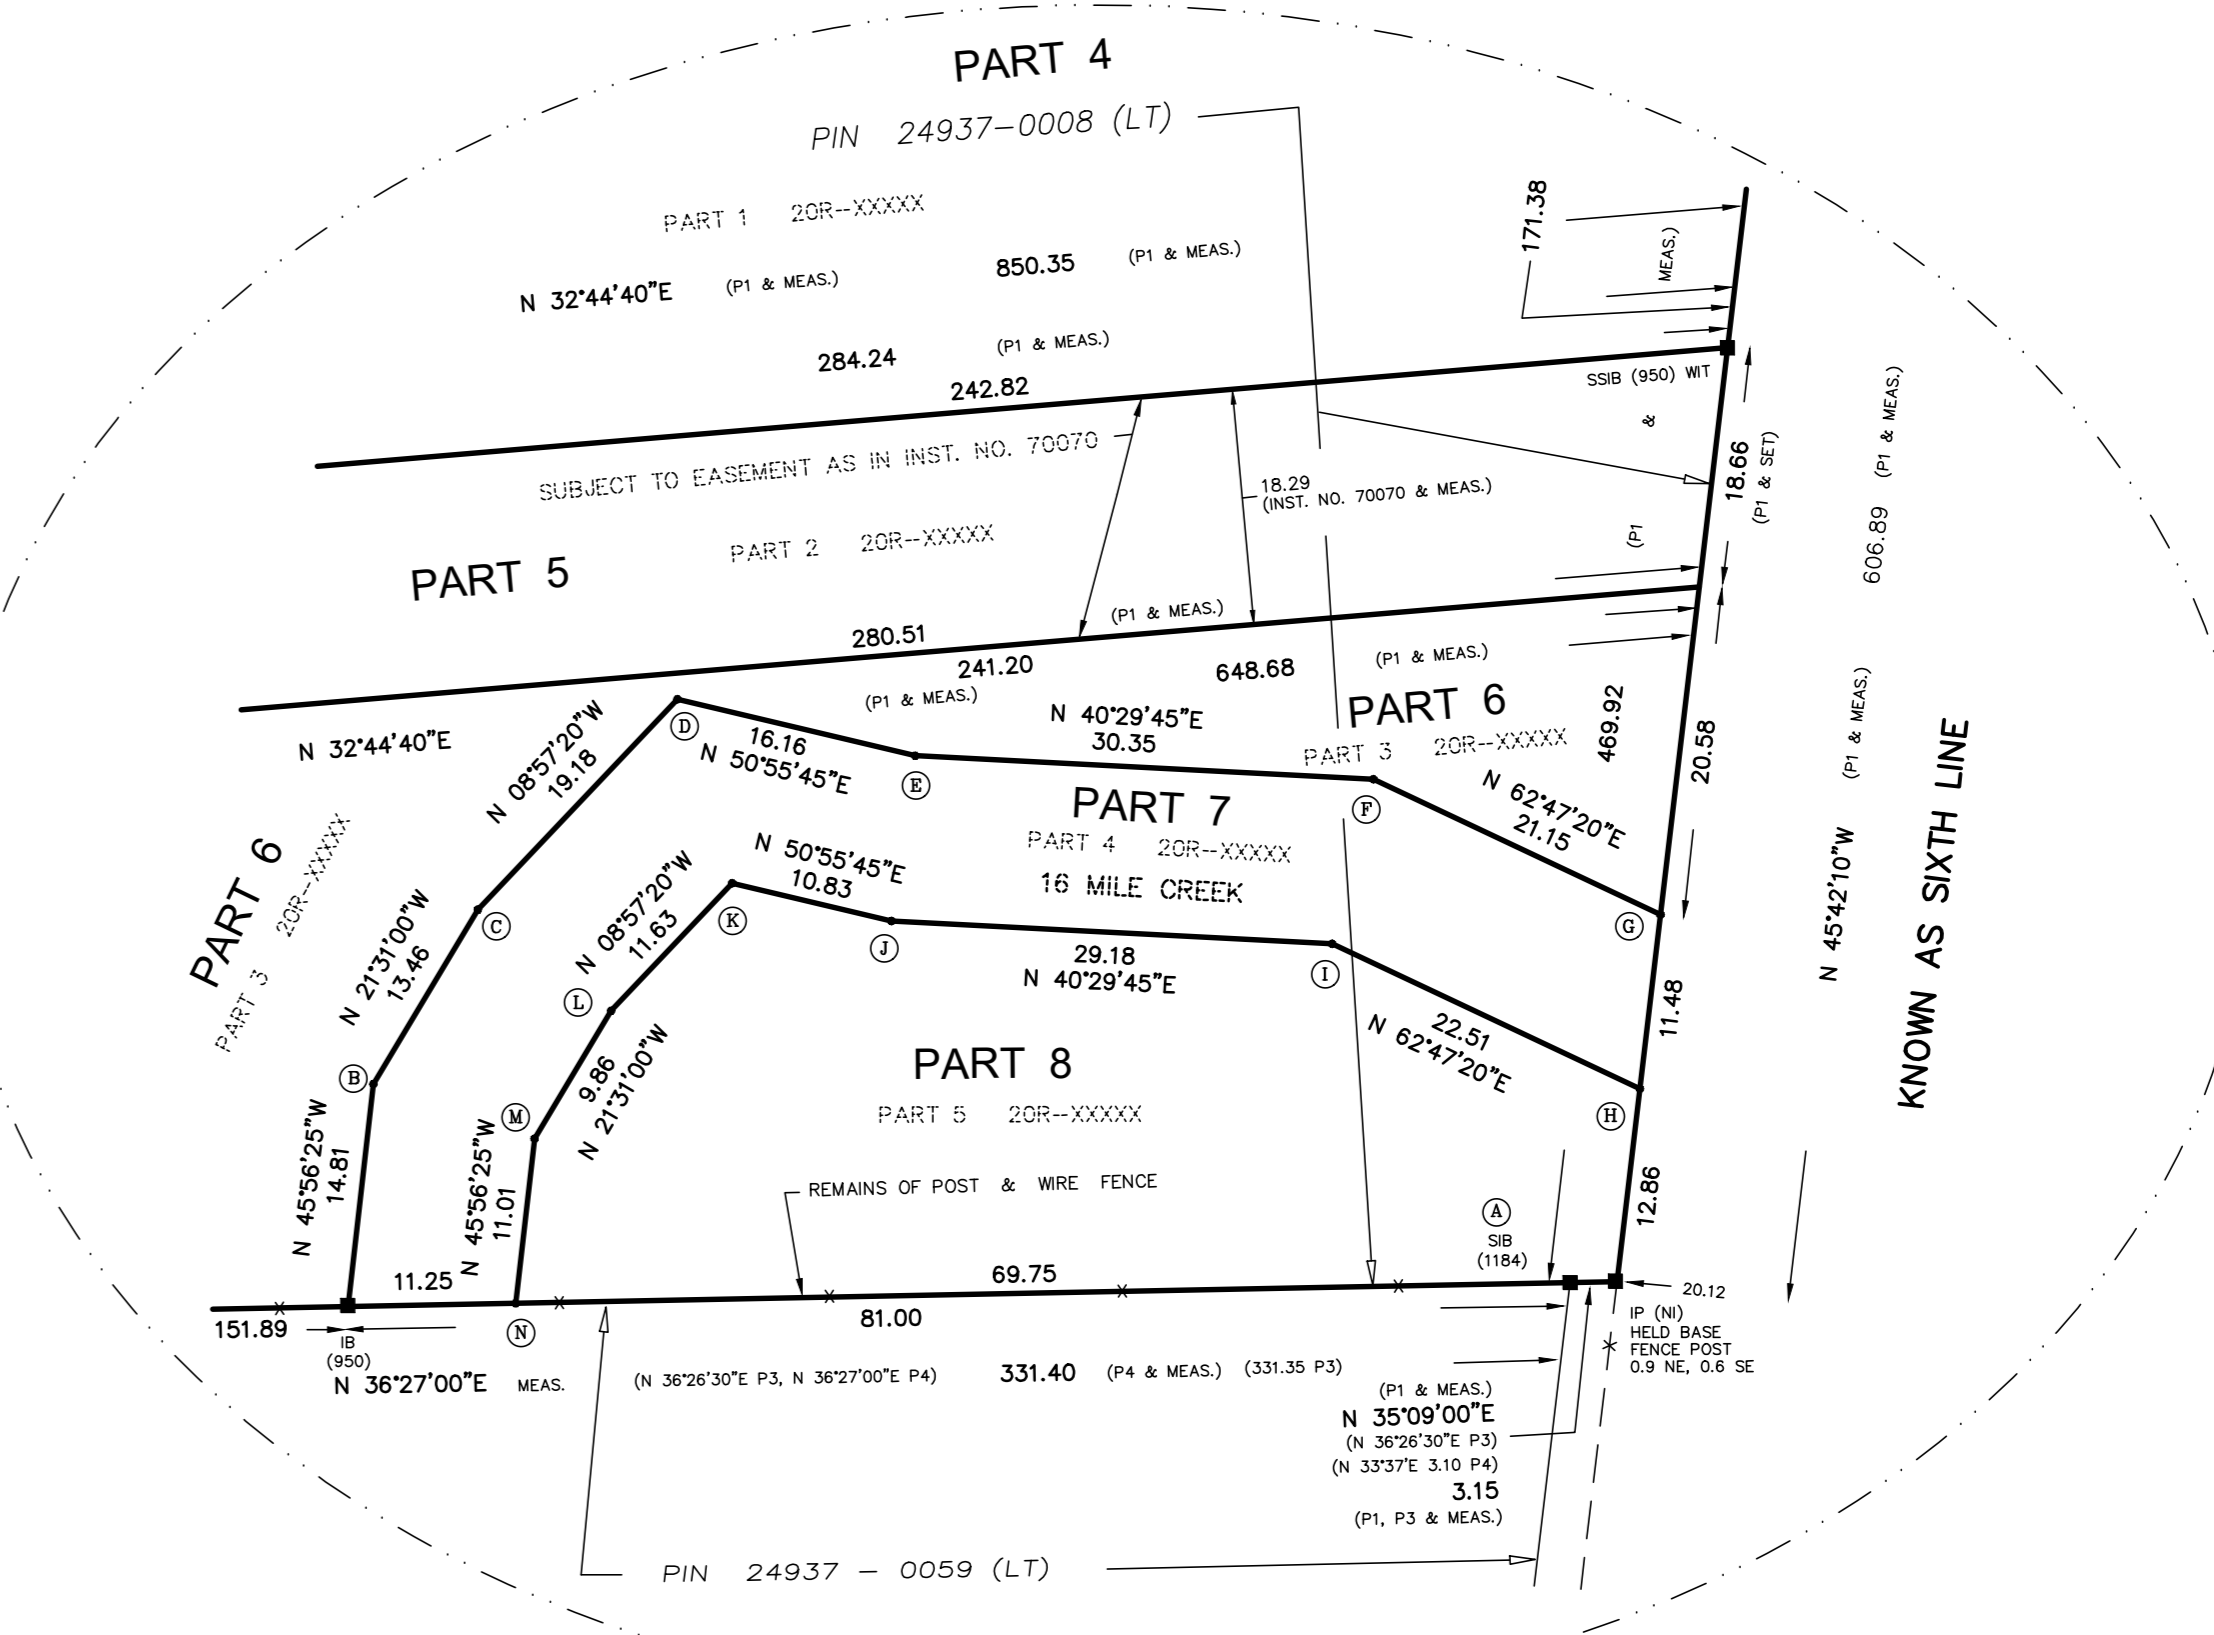 PART 4
PIN 24937-0008 (LT)
PART 1 20R-XXXXX
N 32°44'40"E (P1 & MEAS.) 850.35 (P1 & MEAS.)
284.24 (P1 & MEAS.)
242.82
171.38
MEAS.)
&
(P1
SSIB (950) WIT
SUBJECT TO EASEMENT AS IN INST. NO. 70070
18.29
(INST. NO. 70070 & MEAS.)
18.66
(P1 & SET)
606.89 (P1 & MEAS.)
PART 5
PART 2 20R-XXXXX
280.51 (P1 & MEAS.)
241.20
(P1 & MEAS.)
648.68 (P1 & MEAS.)
N 32°44'40"E
PART 6
PART 3 20R-XXXXX
469.92
20.58
N 45°42'10"W (P1 & MEAS.)
KNOWN AS SIXTH LINE
N 08°57'20"W
19.18
D
16.16
N 50°55'45"E
E
N 40°29'45"E
30.35
F
N 62°47'20"E
21.15
G
PART 7
PART 4 20R-XXXXX
16 MILE CREEK
PART 6
PART 3 20R-XXXXX
N 21°31'00"W
13.46
C
N 08°57'20"W
11.63
K
N 50°55'45"E
10.83
J
29.18
N 40°29'45"E
I
22.51
N 62°47'20"E
11.48
H
B
N 45°56'25"W
14.81
L
9.86
N 21°31'00"W
M
N 45°56'25"W
11.01
PART 8
PART 5 20R-XXXXX
REMAINS OF POST & WIRE FENCE
A
SIB
(1184)
12.86
11.25
69.75
81.00
151.89
IB
(950)
N
20.12
IP (NI)
HELD BASE
FENCE POST
0.9 NE, 0.6 SE
N 36°27'00"E MEAS. (N 36°26'30"E P3, N 36°27'00"E P4) 331.40 (P4 & MEAS.) (331.35 P3)
(P1 & MEAS.)
N 35°09'00"E
(N 36°26'30"E P3)
(N 33°37'E 3.10 P4)
3.15
(P1, P3 & MEAS.)
PIN 24937 - 0059 (LT)